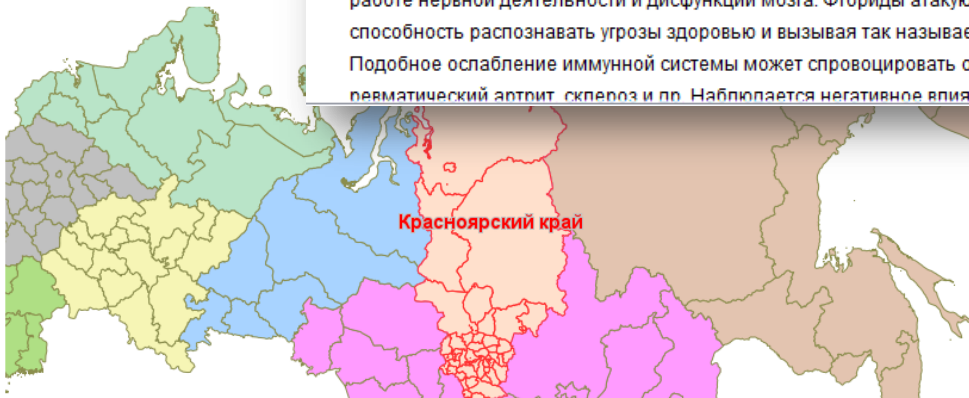 работе нервной деятельности и дисфункции мозга. Фториды атакую
способность распознавать угрозы здоровью и вызывая так называе
Подобное ослабление иммунной системы может спровоцировать
ревматический артрит, склероз и пр. Наблюдается негативное влия
Красноярский край